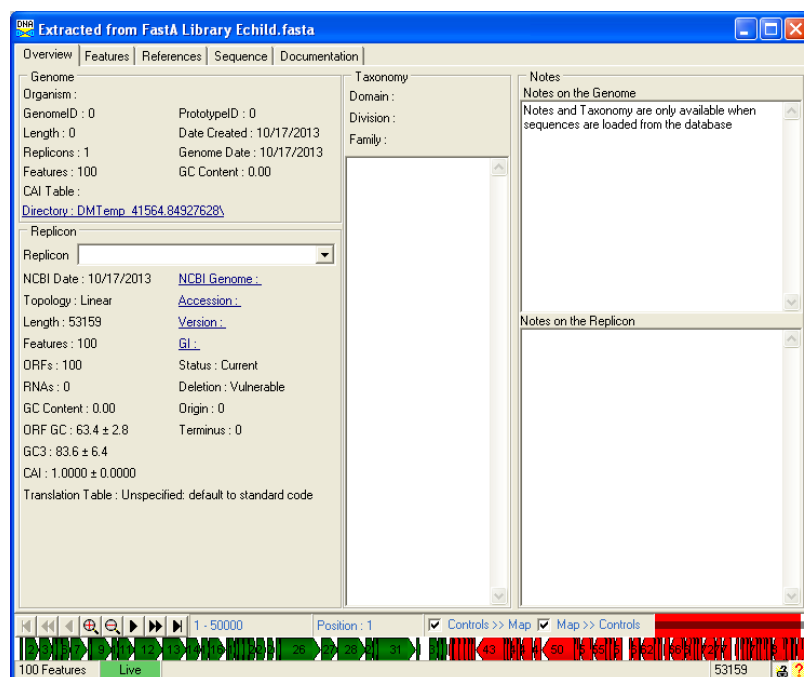 DNA Extracted from FastA Library Echild.fasta
Overview Features References Sequence Documentation
Genome
Organism :
GenomeID : 0 PrototypeID : 0
Length : 0 Date Created : 10/17/2013
Replicons : 1 Genome Date : 10/17/2013
Features : 100 GC Content : 0.00
CAI Table :
Directory : DMTemp_41564.84927628\
Replicon
Replicon
NCBI Date : 10/17/2013 NCBI Genome :
Topology : Linear Accession :
Length : 53159 Version :
Features : 100 GI :
ORFs : 100 Status : Current
RNAs : 0 Deletion : Vulnerable
GC Content : 0.00 Origin : 0
ORF GC : 63.4 ± 2.8 Terminus : 0
GC3 : 83.6 ± 6.4
CAI : 1.0000 ± 0.0000
Translation Table : Unspecified: default to standard code
Taxonomy
Domain :
Division :
Family :
Notes
Notes on the Genome
Notes and Taxonomy are only available when
sequences are loaded from the database
Notes on the Replicon
1 - 50000 Position : 1 Controls >> Map Map >> Controls
9 12 13 14 16 26 27 28 31 43 50
100 Features Live 53159